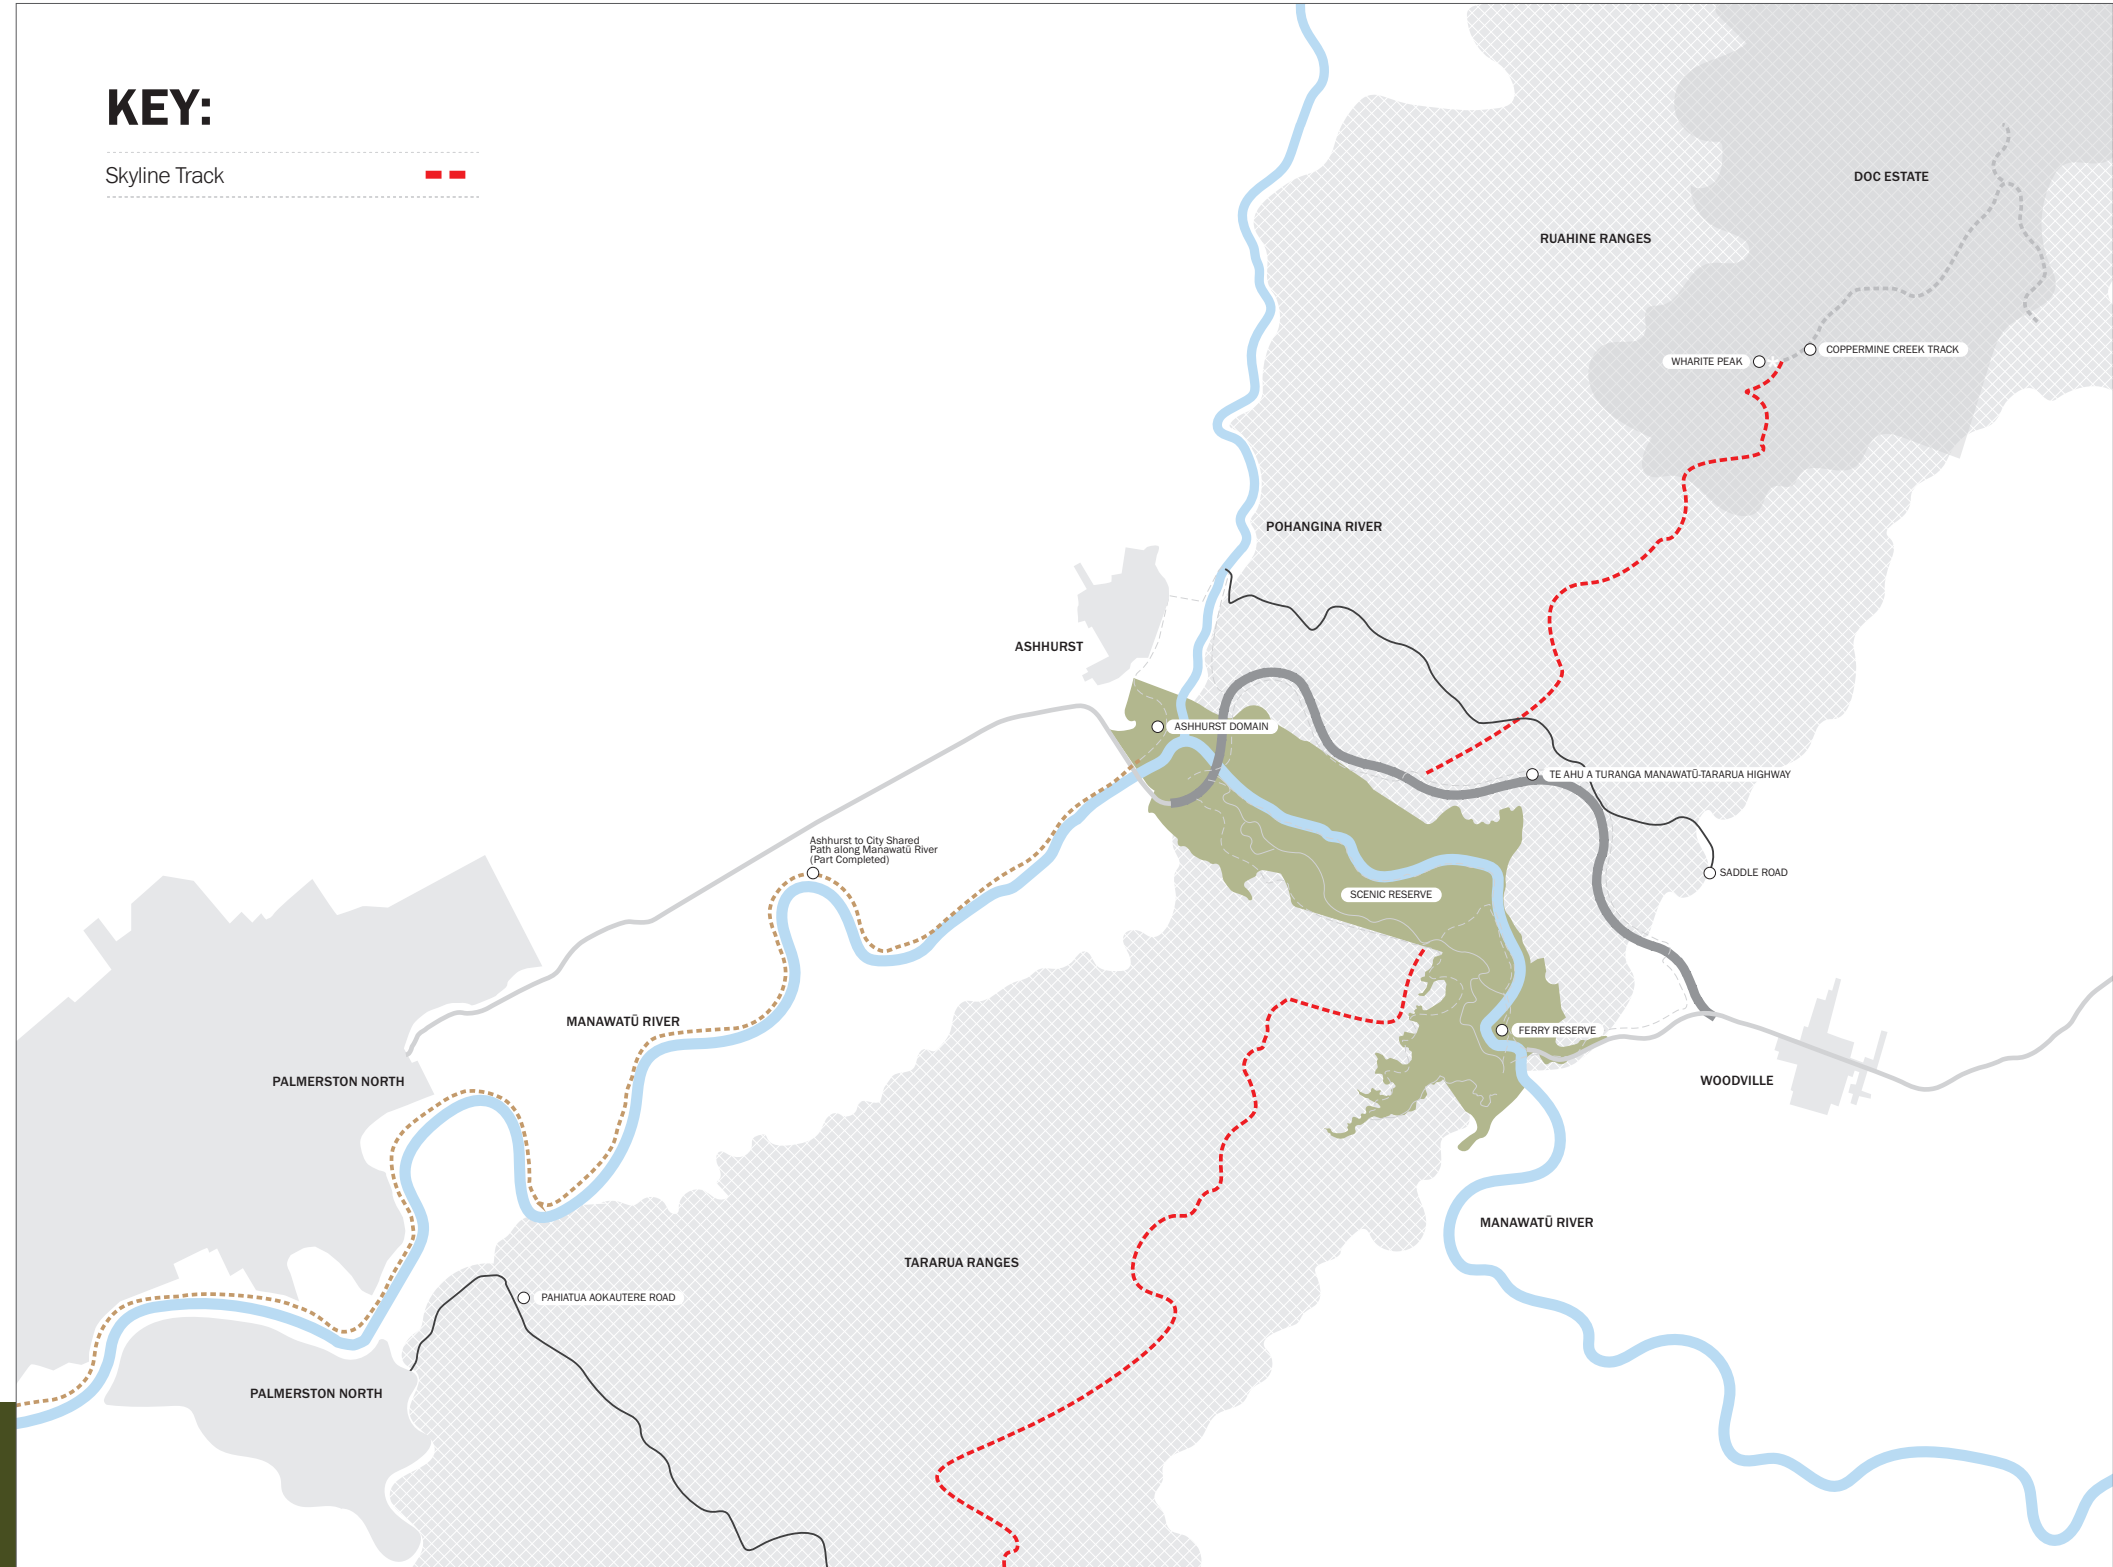 KEY:
Skyline Track
DOC ESTATE
RUAHINE RANGES
WHARITE PEAK
COPPERMINE CREEK TRACK
POHANGINA RIVER
ASHHURST
ASHHURST DOMAIN
TE AHU A TURANGA MANAWATŪ-TARARUA HIGHWAY
Ashhurst to City Shared
Path along Manawatū River
(Part Completed)
SADDLE ROAD
SCENIC RESERVE
MANAWATŪ RIVER
FERRY RESERVE
PALMERSTON NORTH
WOODVILLE
MANAWATŪ RIVER
TARARUA RANGES
PAHIATUA AOKAUTERE ROAD
PALMERSTON NORTH